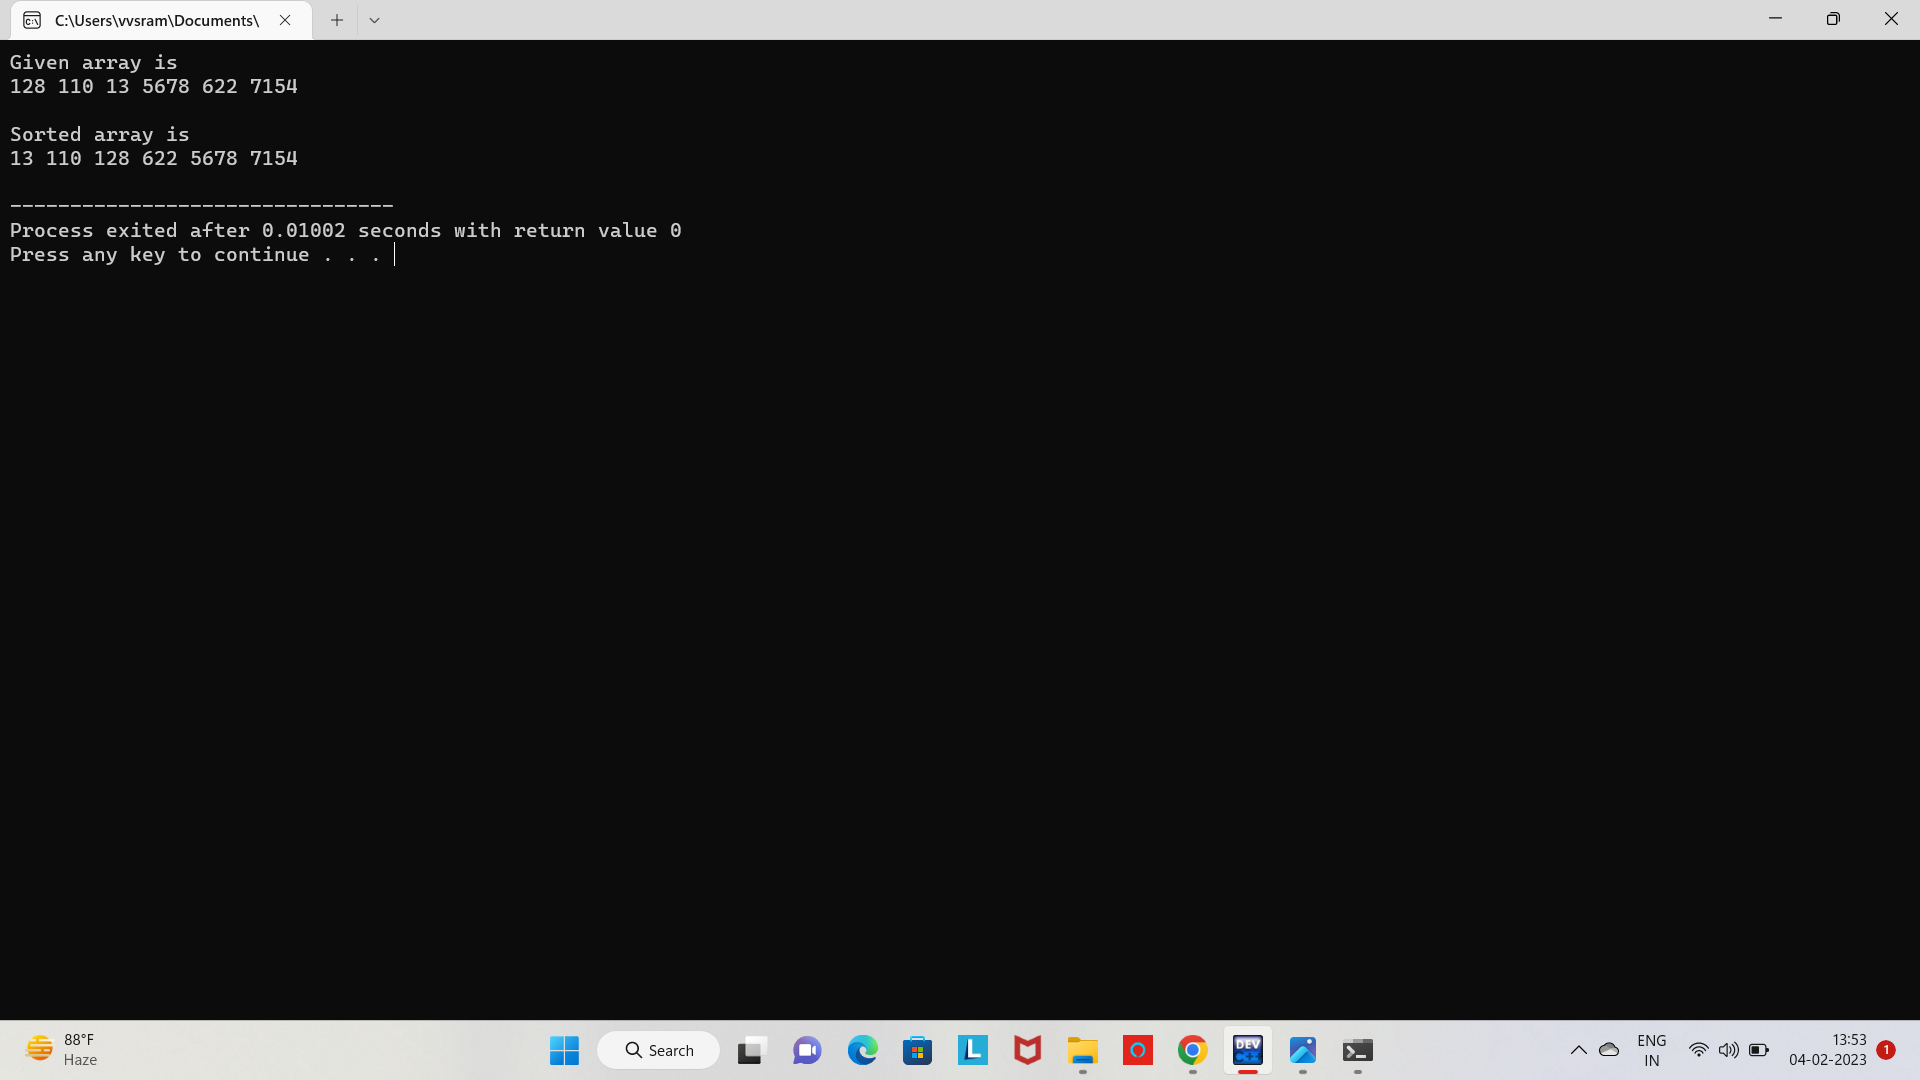 C:\Users\vvsram\Documents\
Given array is
128 110 13 5678 622 7154
Sorted array is
13 110 128 622 5678 7154
--------------------------------
Process exited after 0.01002 seconds with return value 0
Press any key to continue . . .
88°F
Haze
Search
L
DEV
C++
ENG
IN
13:53
04-02-2023
1